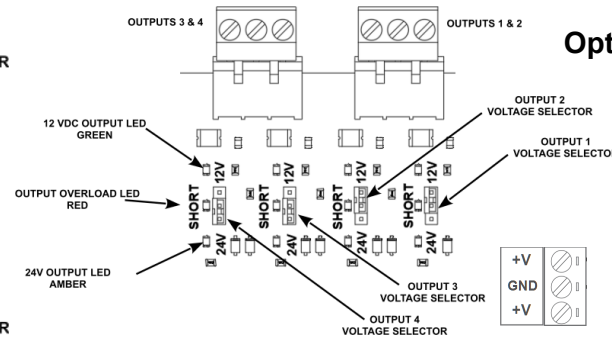 OUTPUTS 3 & 4
OUTPUTS 1 & 2
Opt
R
OUTPUT 2
VOLTAGE SELECTOR
12 VDC OUTPUT LED
GREEN
OUTPUT 1
VOLTAGE SELECTOR
12V
12V
12V
12V
OUTPUT OVERLOAD LED
RED
SHORT
SHORT
SHORT
SHORT
24V
24V
24V
24V
24V OUTPUT LED
AMBER
OUTPUT 3
VOLTAGE SELECTOR
OUTPUT 4
VOLTAGE SELECTOR
+V
GND
+V
R